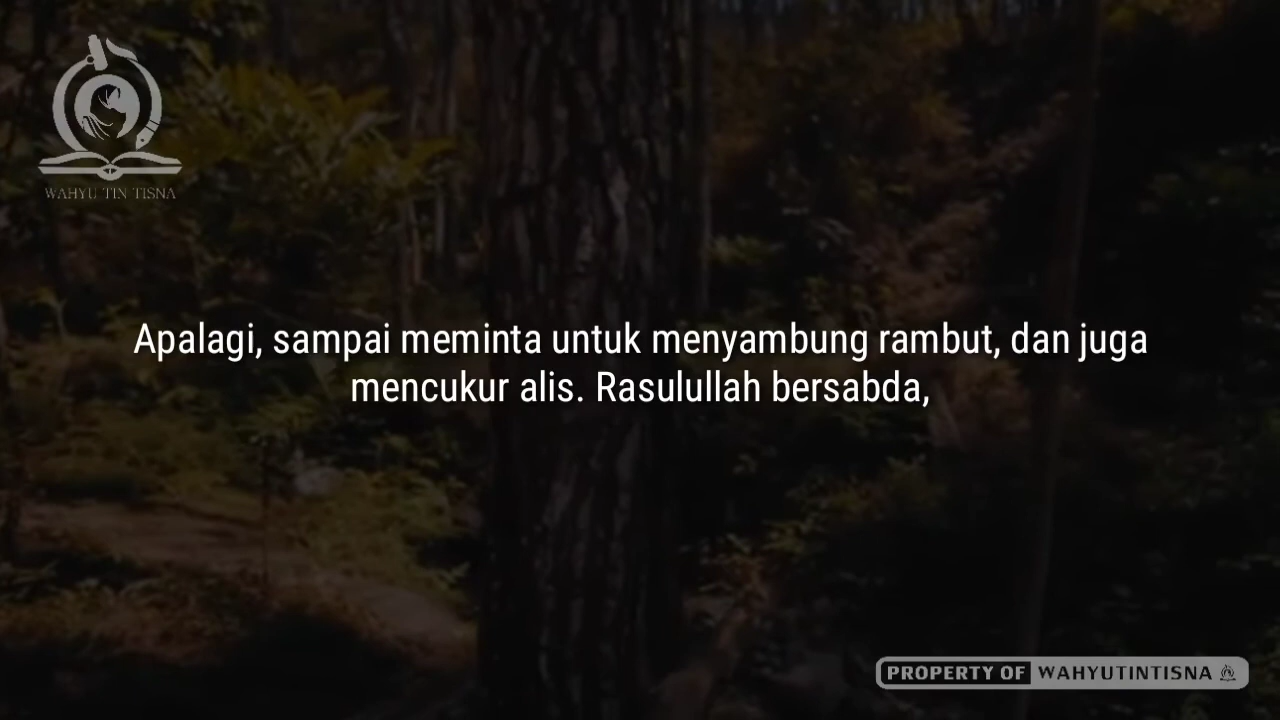 WAHYU TIN TISNA
Apalagi, sampai meminta untuk menyambung rambut, dan juga
mencukur alis. Rasulullah bersabda,
PROPERTY OF WAHYUTINTISNA